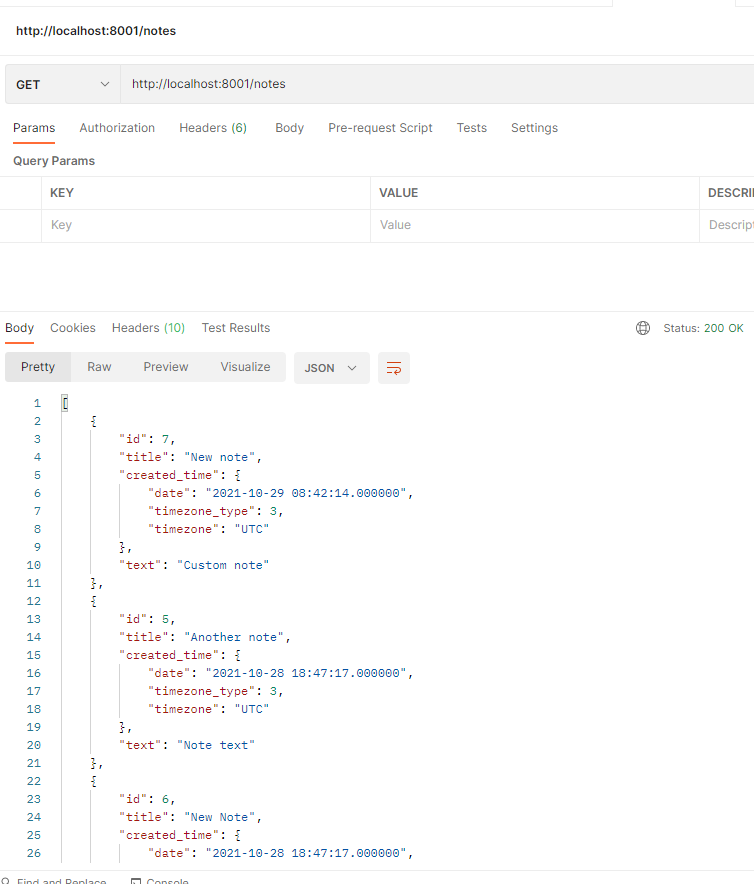 http://localhost:8001/notes
GET http://localhost:8001/notes
Params Authorization Headers (6) Body Pre-request Script Tests Settings
Query Params
KEY VALUE DESCRI
Key Value Descript
Body Cookies Headers (10) Test Results Status: 200 OK
Pretty Raw Preview Visualize JSON
1 [
2 {
3 "id": 7,
4 "title": "New note",
5 "created_time": {
6 "date": "2021-10-29 08:42:14.000000",
7 "timezone_type": 3,
8 "timezone": "UTC"
9 },
10 "text": "Custom note"
11 },
12 {
13 "id": 5,
14 "title": "Another note",
15 "created_time": {
16 "date": "2021-10-28 18:47:17.000000",
17 "timezone_type": 3,
18 "timezone": "UTC"
19 },
20 "text": "Note text"
21 },
22 {
23 "id": 6,
24 "title": "New Note",
25 "created_time": {
26 "date": "2021-10-28 18:47:17.000000",
Find and Replace Console